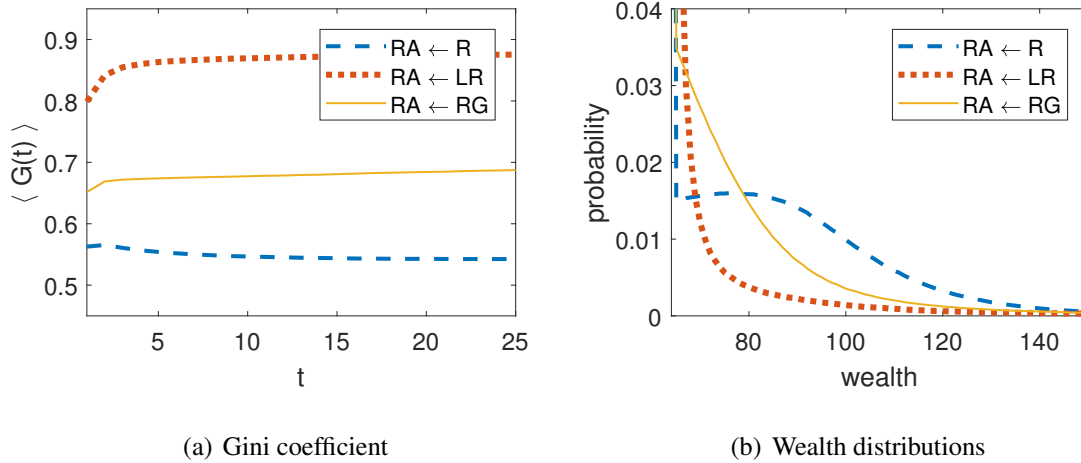 0.9
0.8
0.7
0.6
0.5
⟨ G(t) ⟩
5
10
15
20
25
t
RA ← R
RA ← LR
RA ← RG
(a) Gini coefficient
0.04
0.03
0.02
0.01
0
probability
80
100
120
140
wealth
RA ← R
RA ← LR
RA ← RG
(b) Wealth distributions